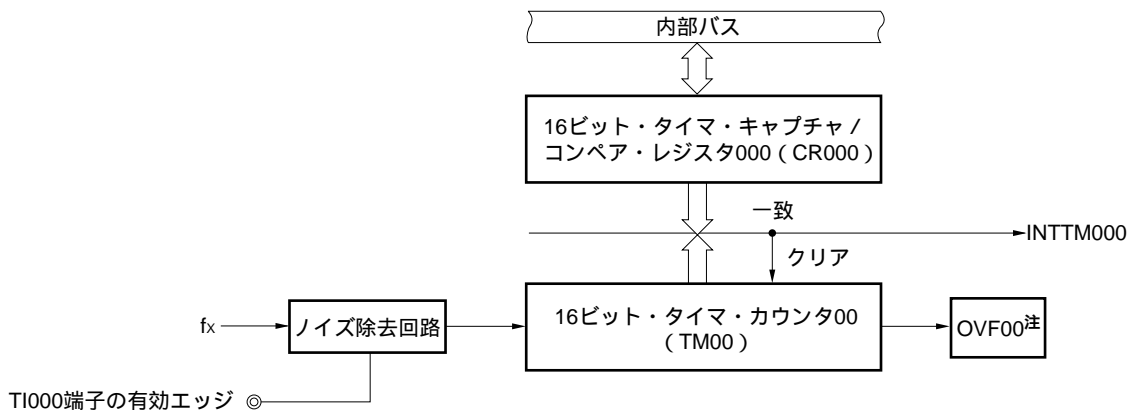 内部バス
16ビット・タイマ・キャプチャ／
コンペア・レジスタ000（CR000）
一致
INTTM000
クリア
fX
ノイズ除去回路
16ビット・タイマ・カウンタ00
（TM00）
OVF00注
TI000端子の有効エッジ